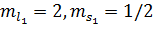 m_{l_1} = 2, m_{s_1} = 1/2